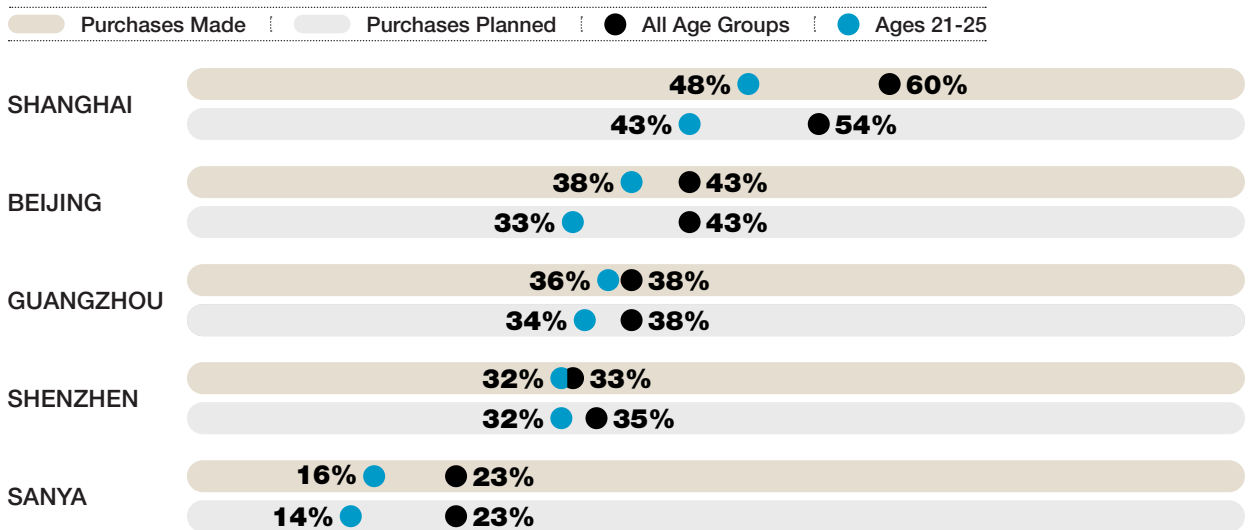 Purchases Made Purchases Planned All Age Groups Ages 21-25
SHANGHAI
48% 60%
43% 54%
BEIJING
38% 43%
33% 43%
GUANGZHOU
36% 38%
34% 38%
SHENZHEN
32% 33%
32% 35%
SANYA
16% 23%
14% 23%